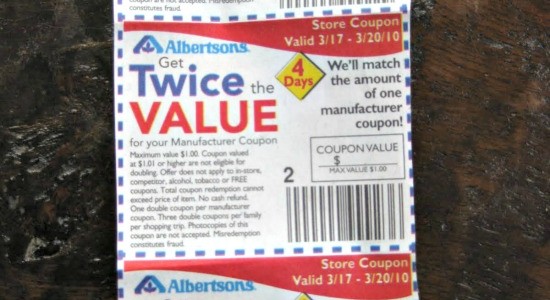 coupon are not accepted. Misredemption
constitutes fraud.
Store Coupon
Valid 3/17 - 3/20/10
Albertsons
Get
Twice the
VALUE
for your Manufacturer Coupon
4
Days
We'll match
the amount
of one
manufacturer
coupon!
Maximum value $1.00. Coupon valued
at $1.01 or higher are not eligible for
doubling. Offer does not apply to in-store,
competitor, alcohol, tobacco or FREE
coupons. Total coupon redemption cannot
exceed price of item. No cash refund.
One double coupon per manufacturer
coupon. Three double coupons per family
per shopping trip. Photocopies of this
coupon are not accepted. Misredemption
constitutes fraud.
COUPON VALUE
$
MAX VALUE $1.00
2
Store Coupon
Valid 3/17 - 3/20/10
Albertsons